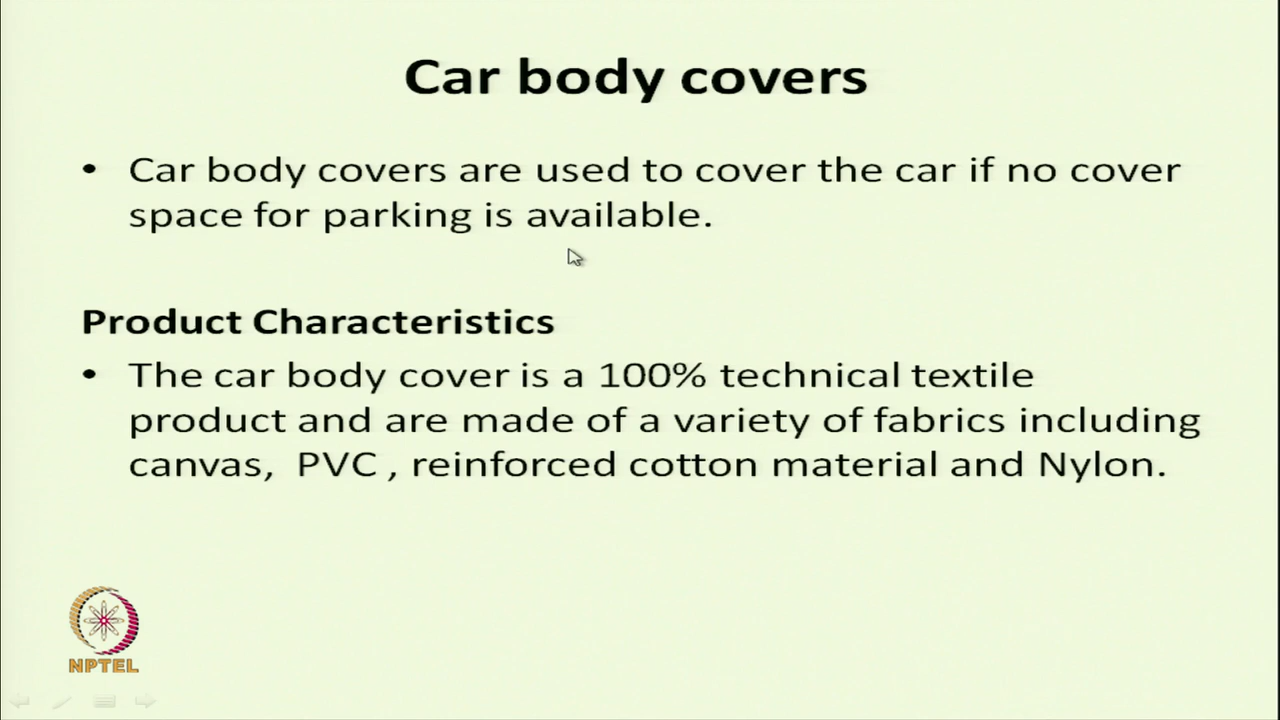 Car body covers
• Car body covers are used to cover the car if no cover
space for parking is available.
Product Characteristics
• The car body cover is a 100% technical textile
product and are made of a variety of fabrics including
canvas,  PVC , reinforced cotton material and Nylon.
NPTEL